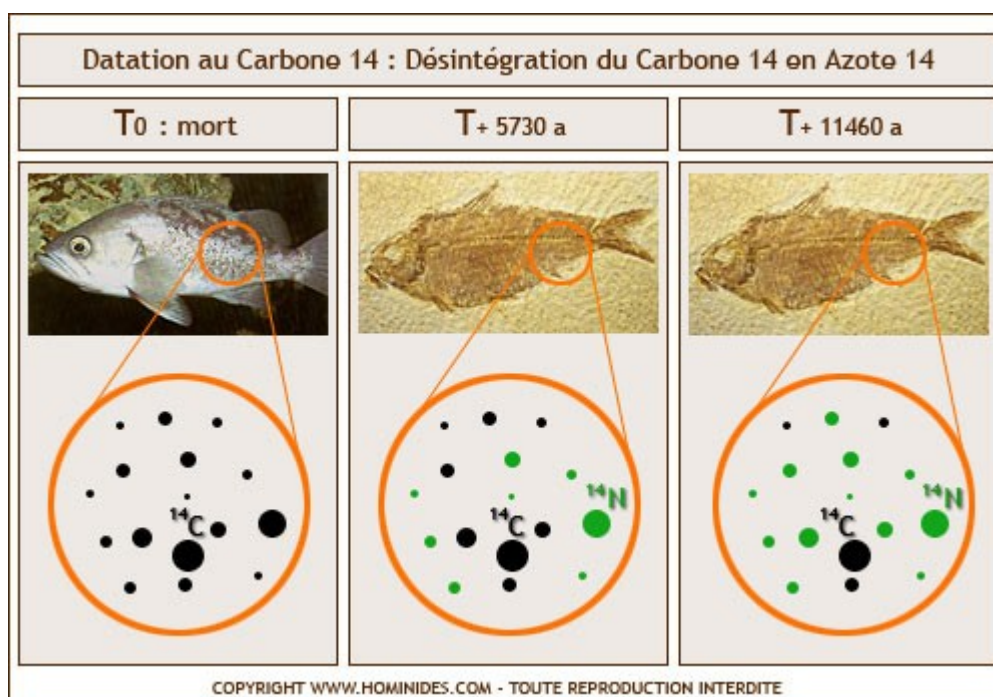 Datation au Carbone 14 : Désintégration du Carbone 14 en Azote 14
T0 : mort
T+ 5730 a
T+ 11460 a
14C
14C
14N
14C
14N
COPYRIGHT WWW.HOMINIDES.COM - TOUTE REPRODUCTION INTERDITE